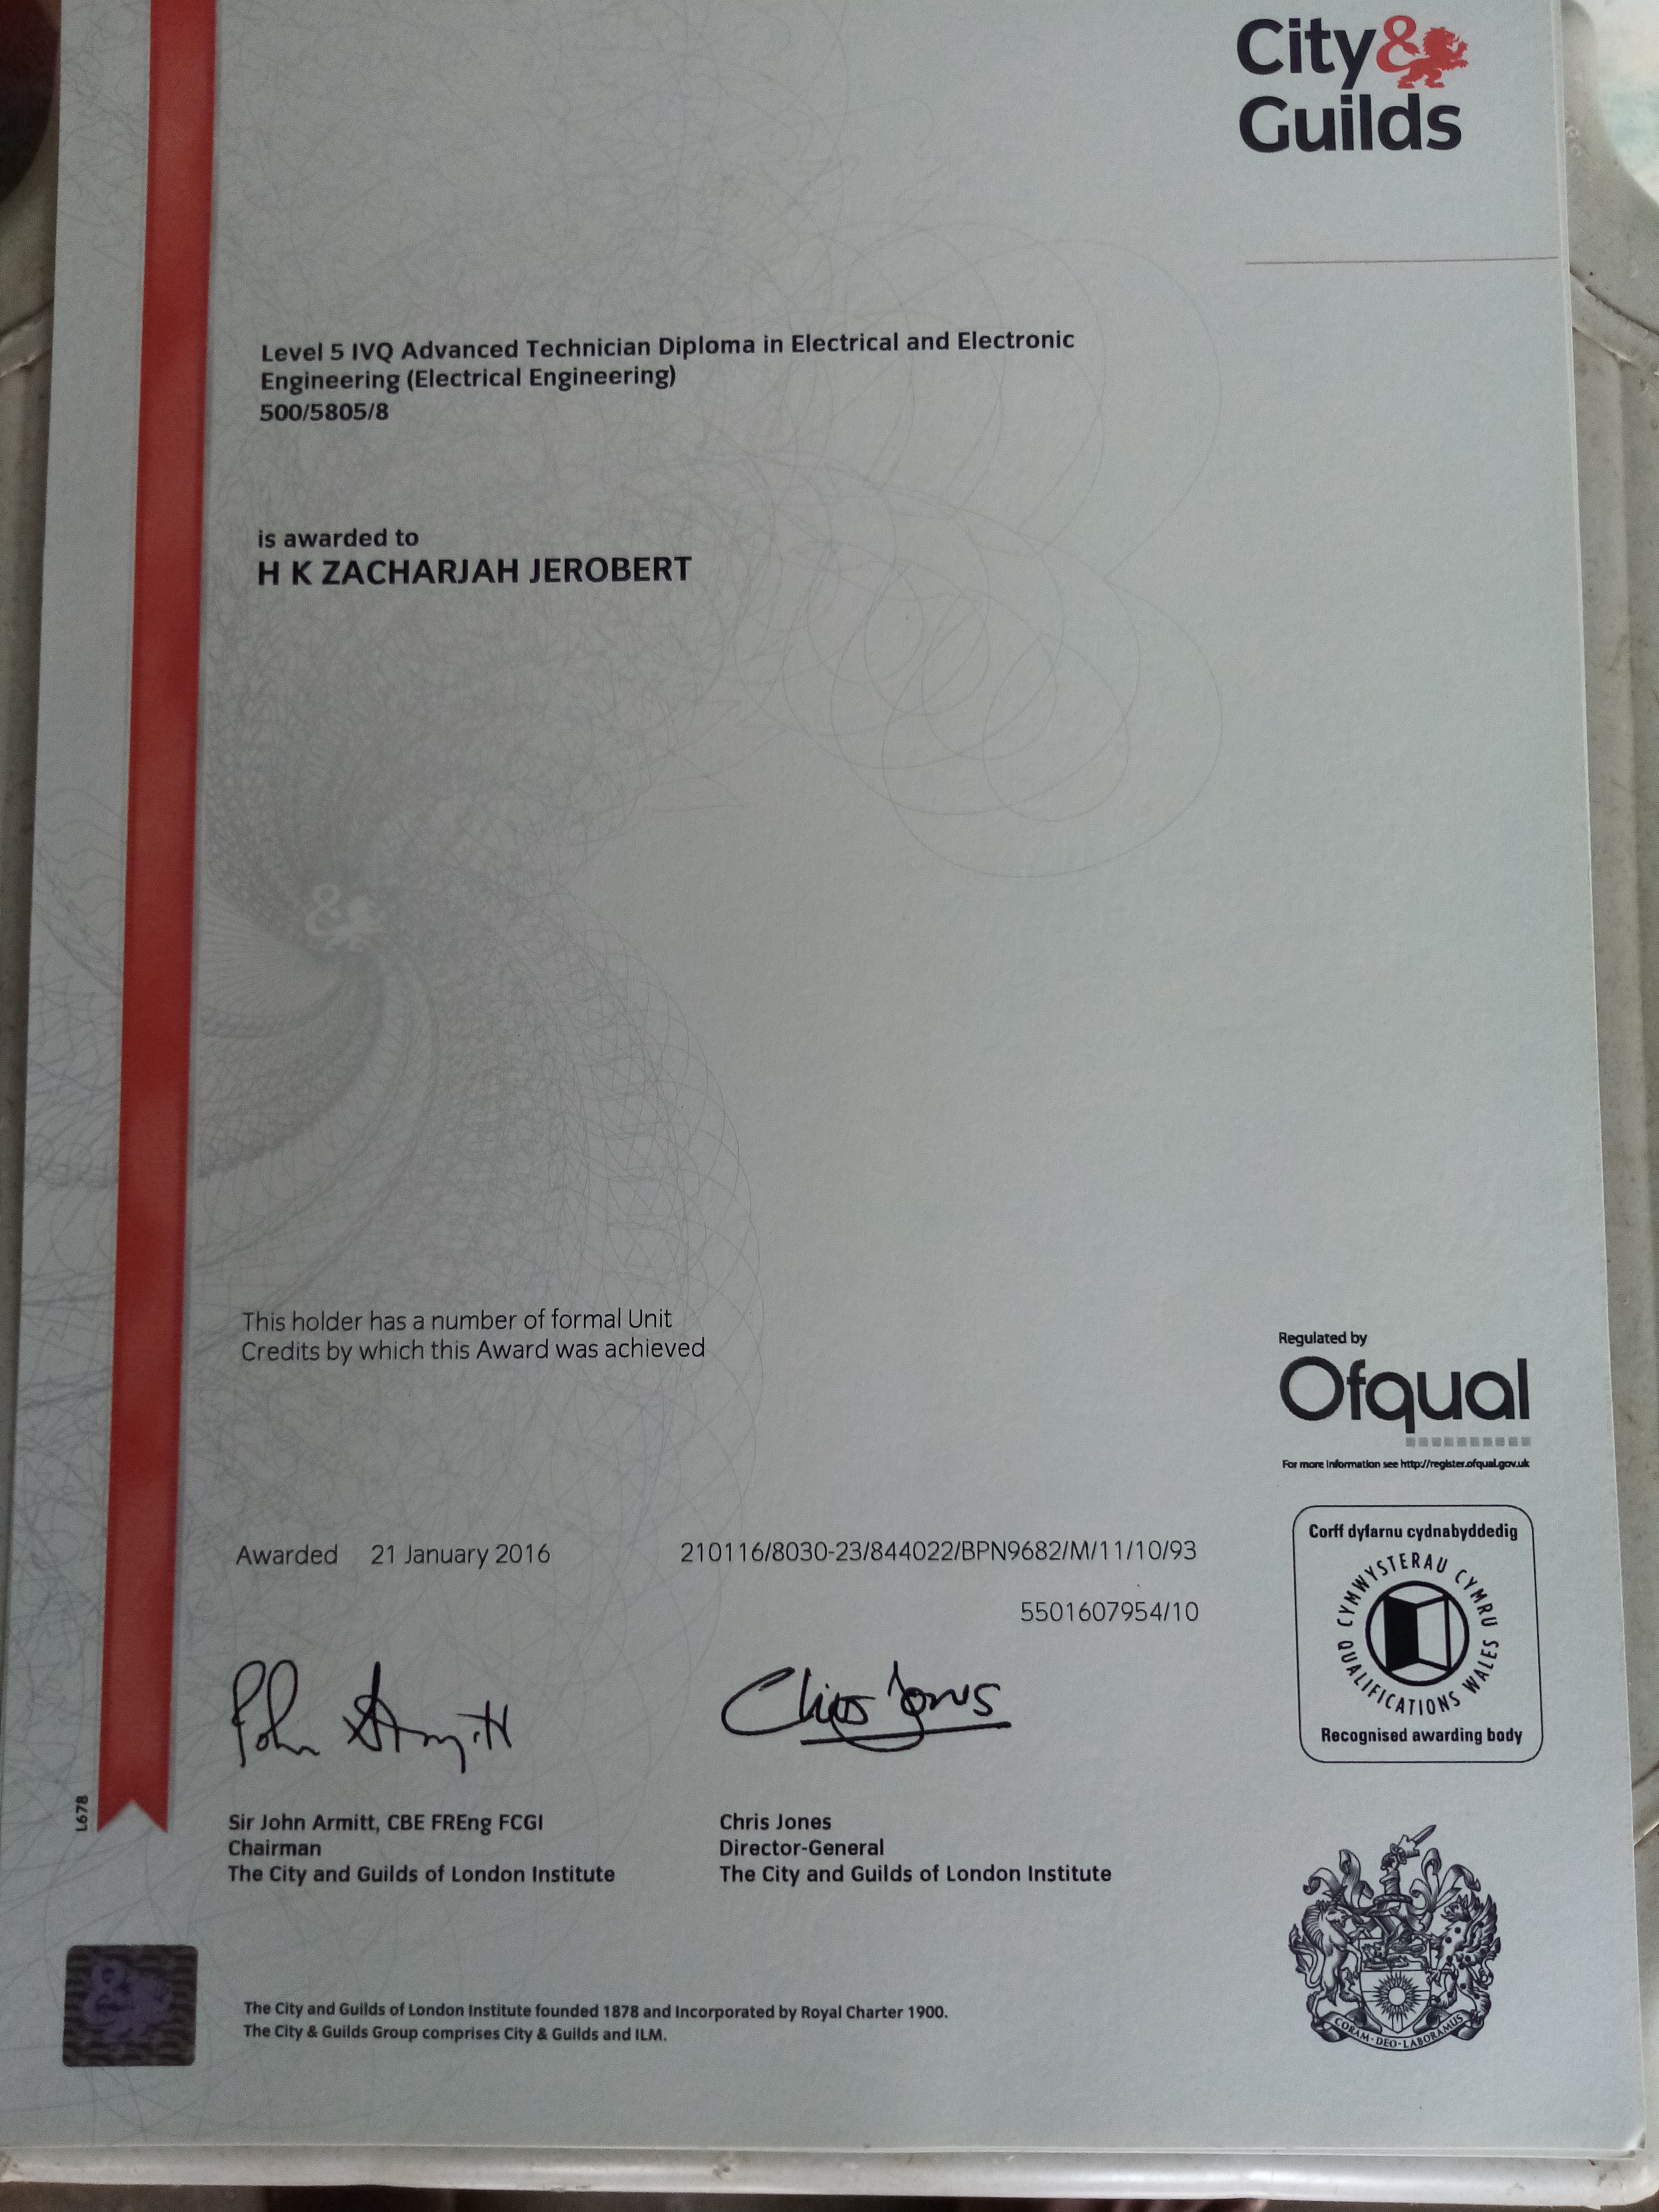 City&
Guilds
Level 5 IVQ Advanced Technician Diploma in Electrical and Electronic
Engineering (Electrical Engineering)
500/5805/8
is awarded to
H K ZACHARJAH JEROBERT
&
This holder has a number of formal Unit
Credits by which this Award was achieved
Regulated by
Ofqual
For more information see http://register.ofqual.gov.uk
Awarded 21 January 2016
210116/8030-23/844022/BPN9682/M/11/10/93
5501607954/10
Corff dyfarnu cydnabyddedig
CYMWYSTERAU CYMRU
QUALIFICATIONS WALES
Recognised awarding body
John Armitt
Chris Jones
L678
Sir John Armitt, CBE FREng FCGI
Chairman
The City and Guilds of London Institute
Chris Jones
Director-General
The City and Guilds of London Institute
&
The City and Guilds of London Institute founded 1878 and Incorporated by Royal Charter 1900.
The City & Guilds Group comprises City & Guilds and ILM.
CORAM·DEO·LABORAMUS